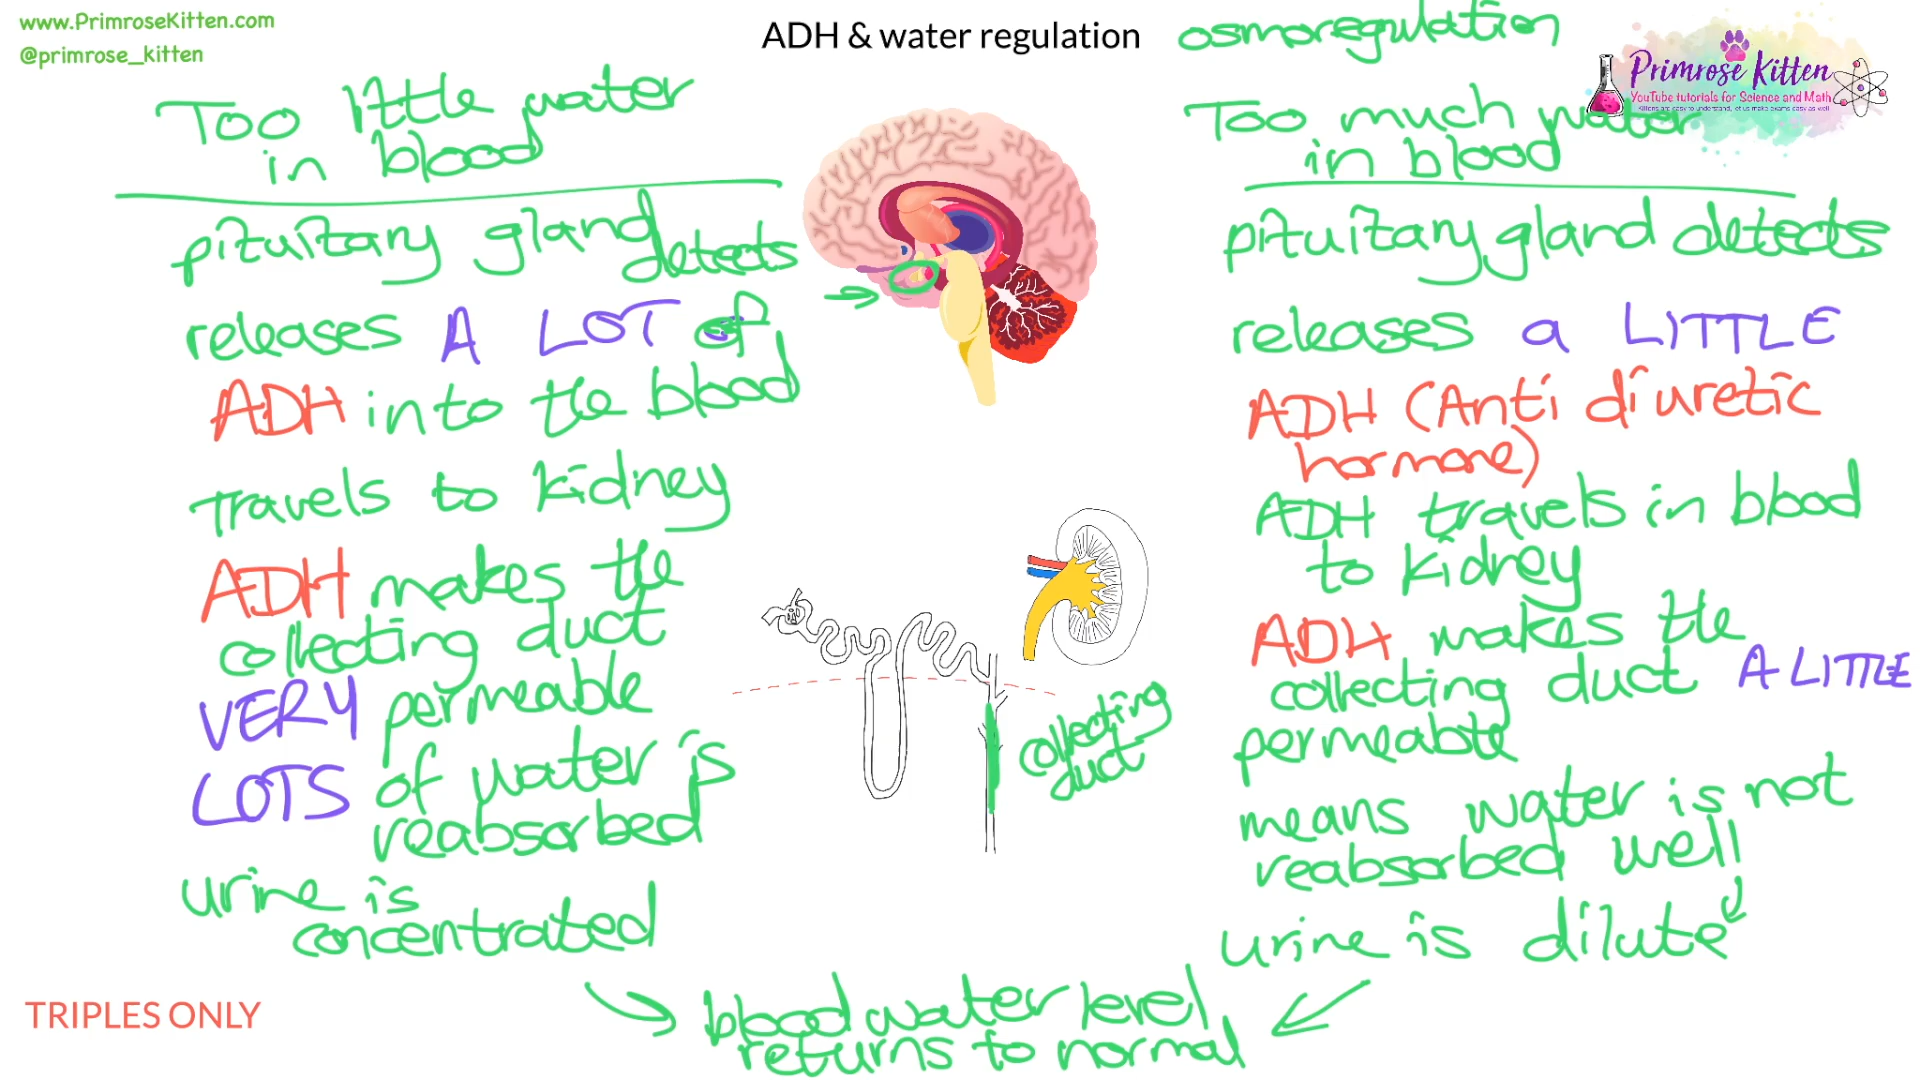 www.PrimroseKitten.com
@primrose_kitten
ADH & water regulation
osmoregulation
Primrose Kitten
YouTube tutorials for Science and Math
Too little water
in blood
pituitary gland
detects
releases A LOT of
ADH into the blood
travels to kidney
ADH makes the
collecting duct
VERY permeable
LOTS of water is
reabsorbed
urine is
concentrated
collecting
duct
Too much water
in blood
pituitary gland detects
releases a LITTLE
ADH (Anti diuretic
hormone)
ADH travels in blood
to kidney
ADH makes the
collecting duct A LITTLE
permeable
means water is not
reabsorbed well
urine is dilute
blood water level
returns to normal
TRIPLES ONLY